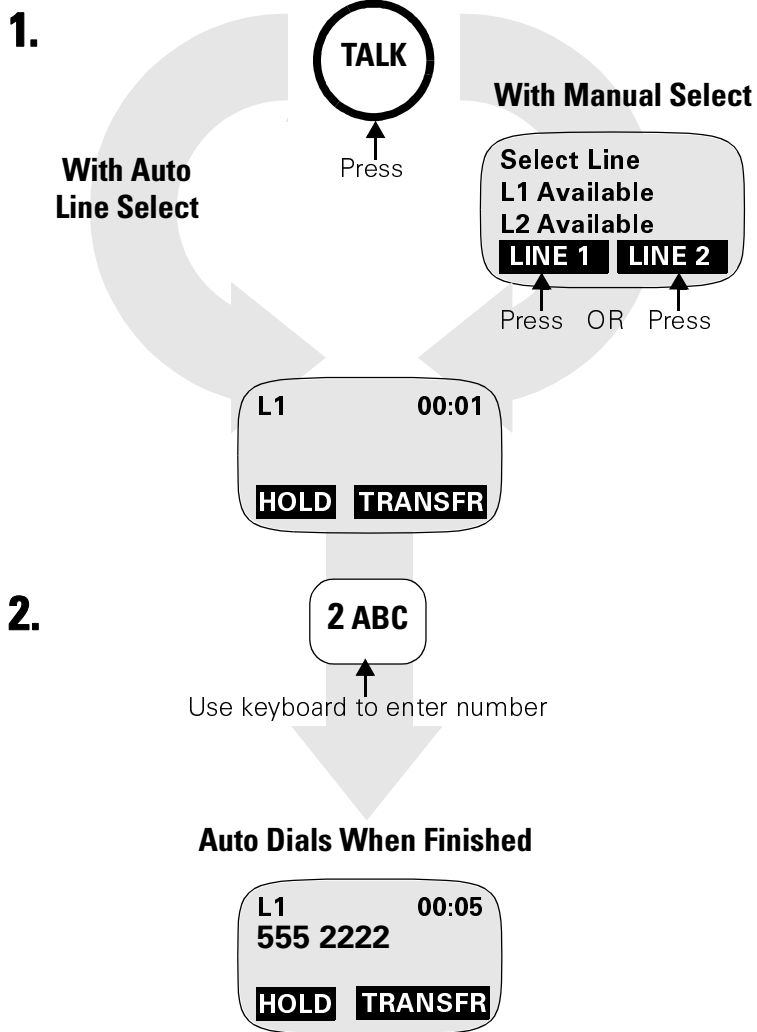 1.
TALK
Press
With Auto
Line Select
With Manual Select
Select Line
L1 Available
L2 Available
LINE 1 LINE 2
Press OR Press
L1 00:01
HOLD TRANSFR
2.
2 ABC
Use keyboard to enter number
Auto Dials When Finished
L1 00:05
555 2222
HOLD TRANSFR